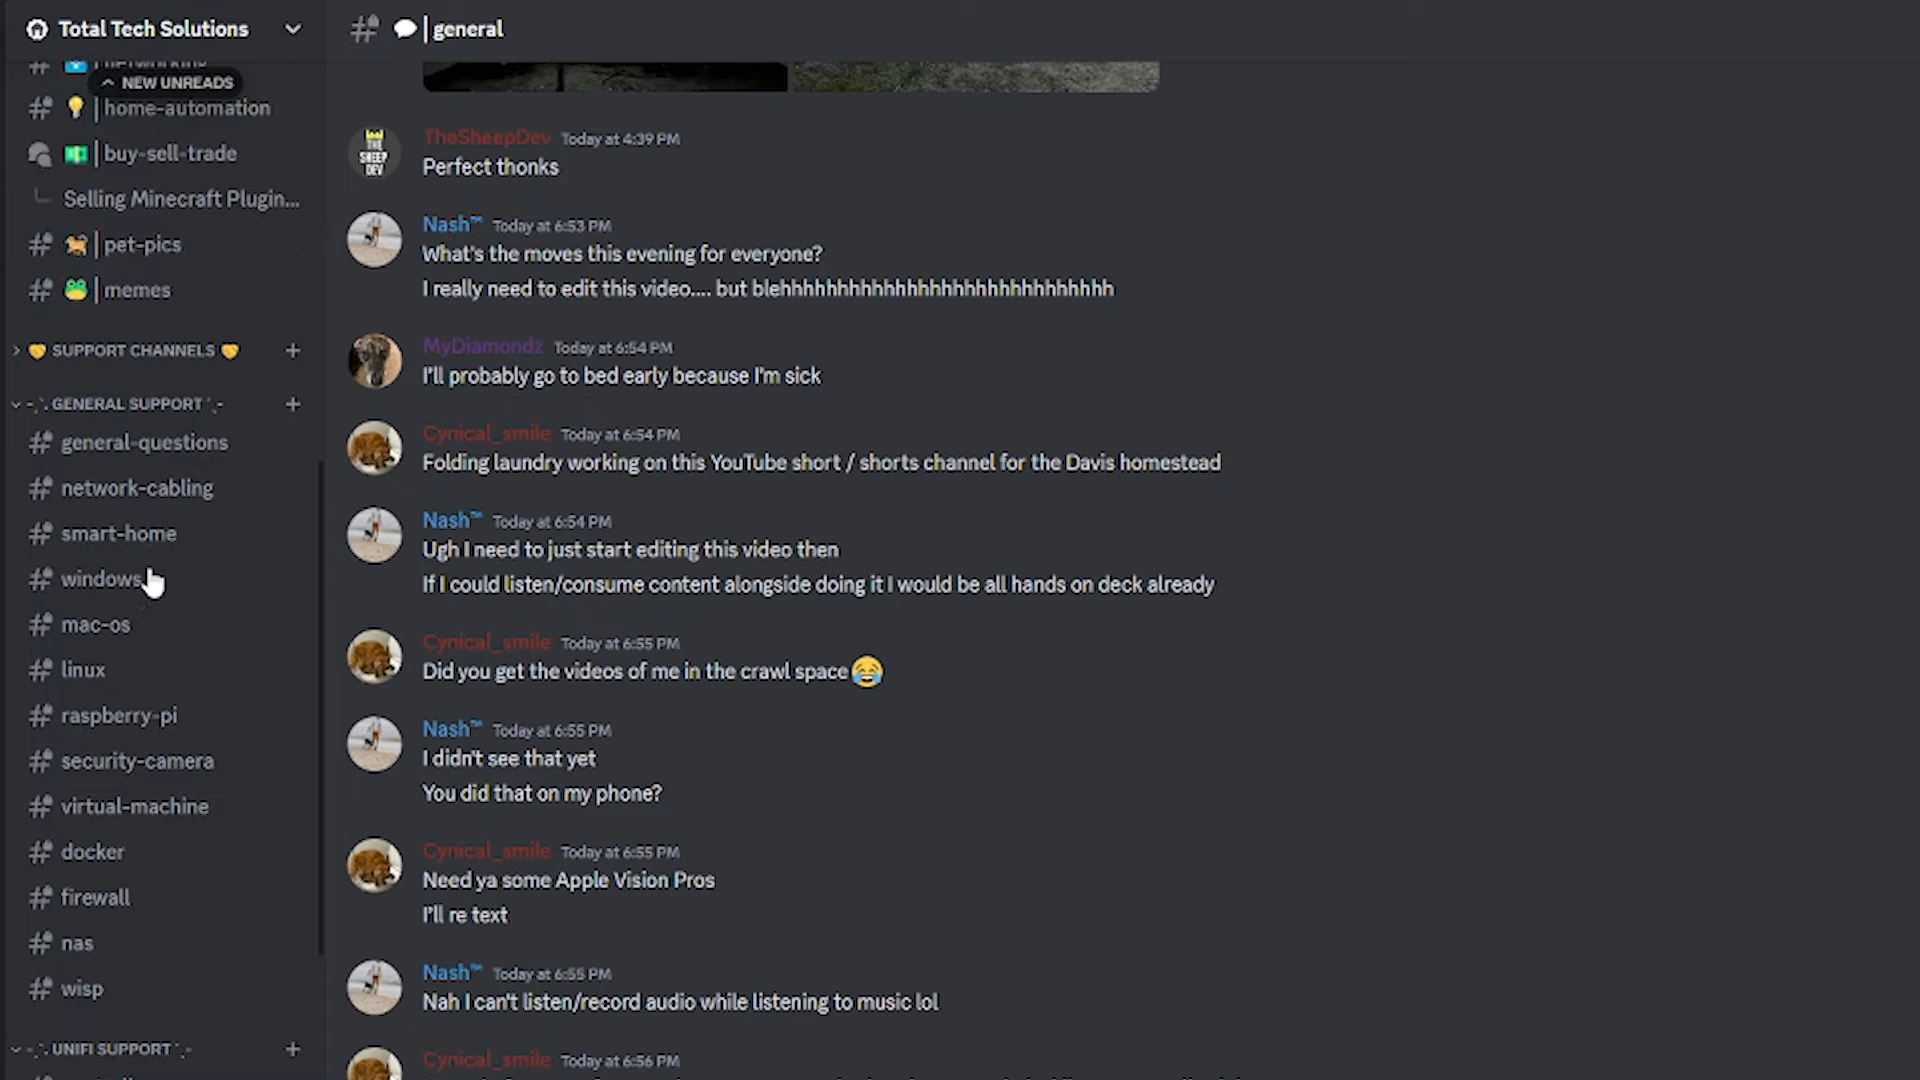 Total Tech Solutions
general
networking
NEW UNREADS
home-automation
buy-sell-trade
Selling Minecraft Plugin...
pet-pics
memes
SUPPORT CHANNELS
GENERAL SUPPORT
general-questions
network-cabling
smart-home
windows
mac-os
linux
raspberry-pi
security-camera
virtual-machine
docker
firewall
nas
wisp
UNIFI SUPPORT
THE
SHEEP
DEV
TheSheepDev Today at 4:39 PM
Perfect thonks
Nash™ Today at 6:53 PM
What's the moves this evening for everyone?
I really need to edit this video.... but blehhhhhhhhhhhhhhhhhhhhhhhhhhhhh
MyDiamondz Today at 6:54 PM
I'll probably go to bed early because I'm sick
Cynical_smile Today at 6:54 PM
Folding laundry working on this YouTube short / shorts channel for the Davis homestead
Nash™ Today at 6:54 PM
Ugh I need to just start editing this video then
If I could listen/consume content alongside doing it I would be all hands on deck already
Cynical_smile Today at 6:55 PM
Did you get the videos of me in the crawl space😂
Nash™ Today at 6:55 PM
I didn't see that yet
You did that on my phone?
Cynical_smile Today at 6:55 PM
Need ya some Apple Vision Pros
I'll re text
Nash™ Today at 6:55 PM
Nah I can't listen/record audio while listening to music lol
Cynical_smile Today at 6:56 PM